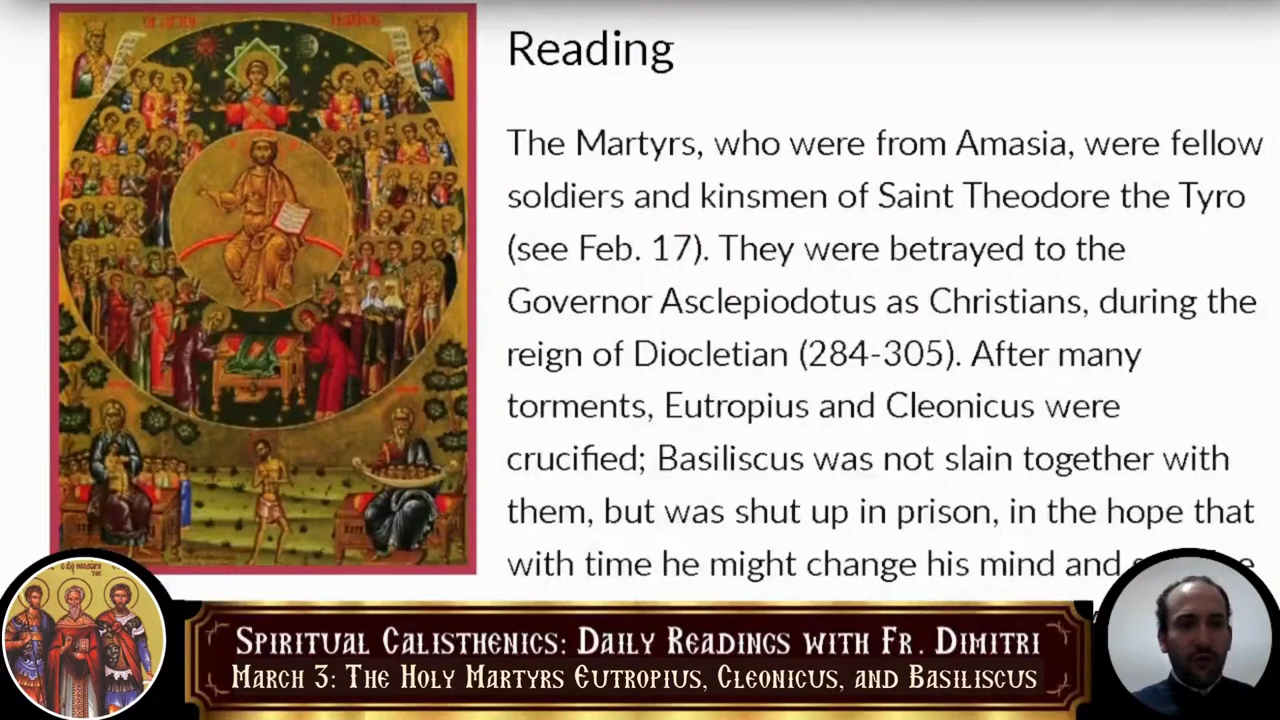 Reading
The Martyrs, who were from Amasia, were fellow
soldiers and kinsmen of Saint Theodore the Tyro
(see Feb. 17). They were betrayed to the
Governor Asclepiodotus as Christians, during the
reign of Diocletian (284-305). After many
torments, Eutropius and Cleonicus were
crucified; Basiliscus was not slain together with
them, but was shut up in prison, in the hope that
with time he might change his mind and
Spiritual Calisthenics: Daily Readings with Fr. Dimitri
March 3: The Holy Martyrs Eutropius, Cleonicus, and Basiliscus